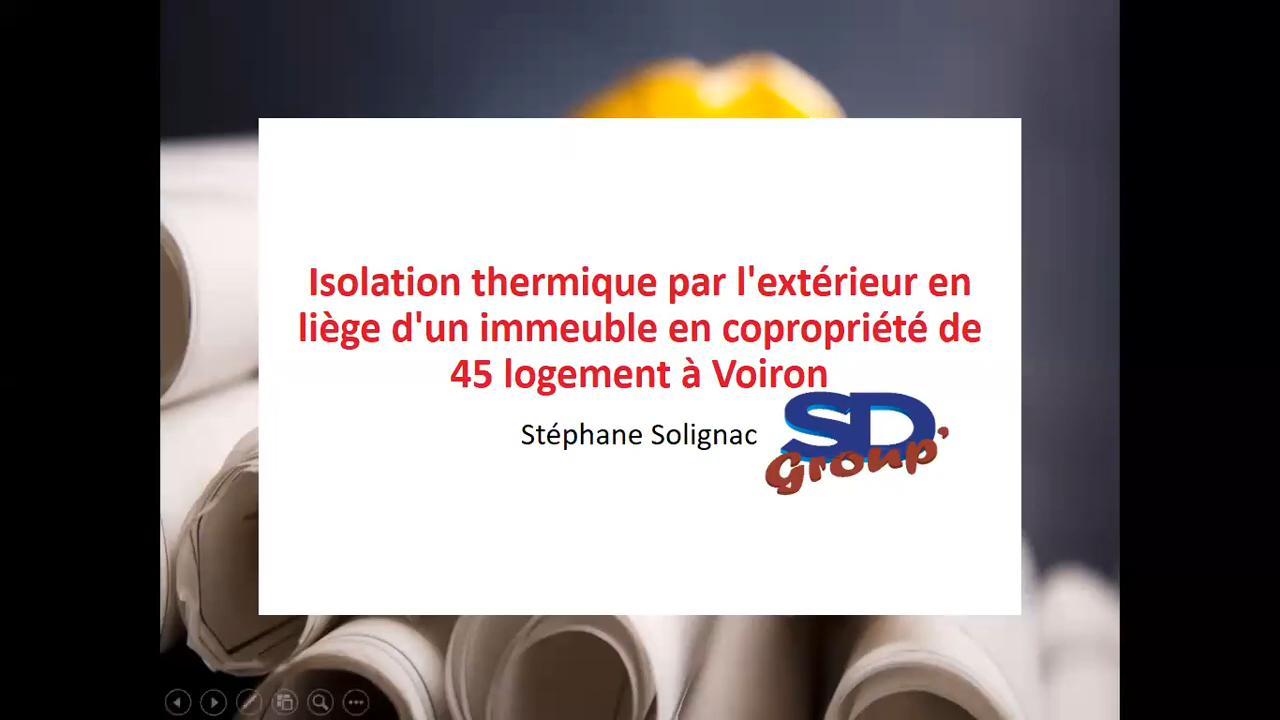 Isolation thermique par l'extérieur en
liège d'un immeuble en copropriété de
45 logement à Voiron
Stéphane Solignac
SD
Group'